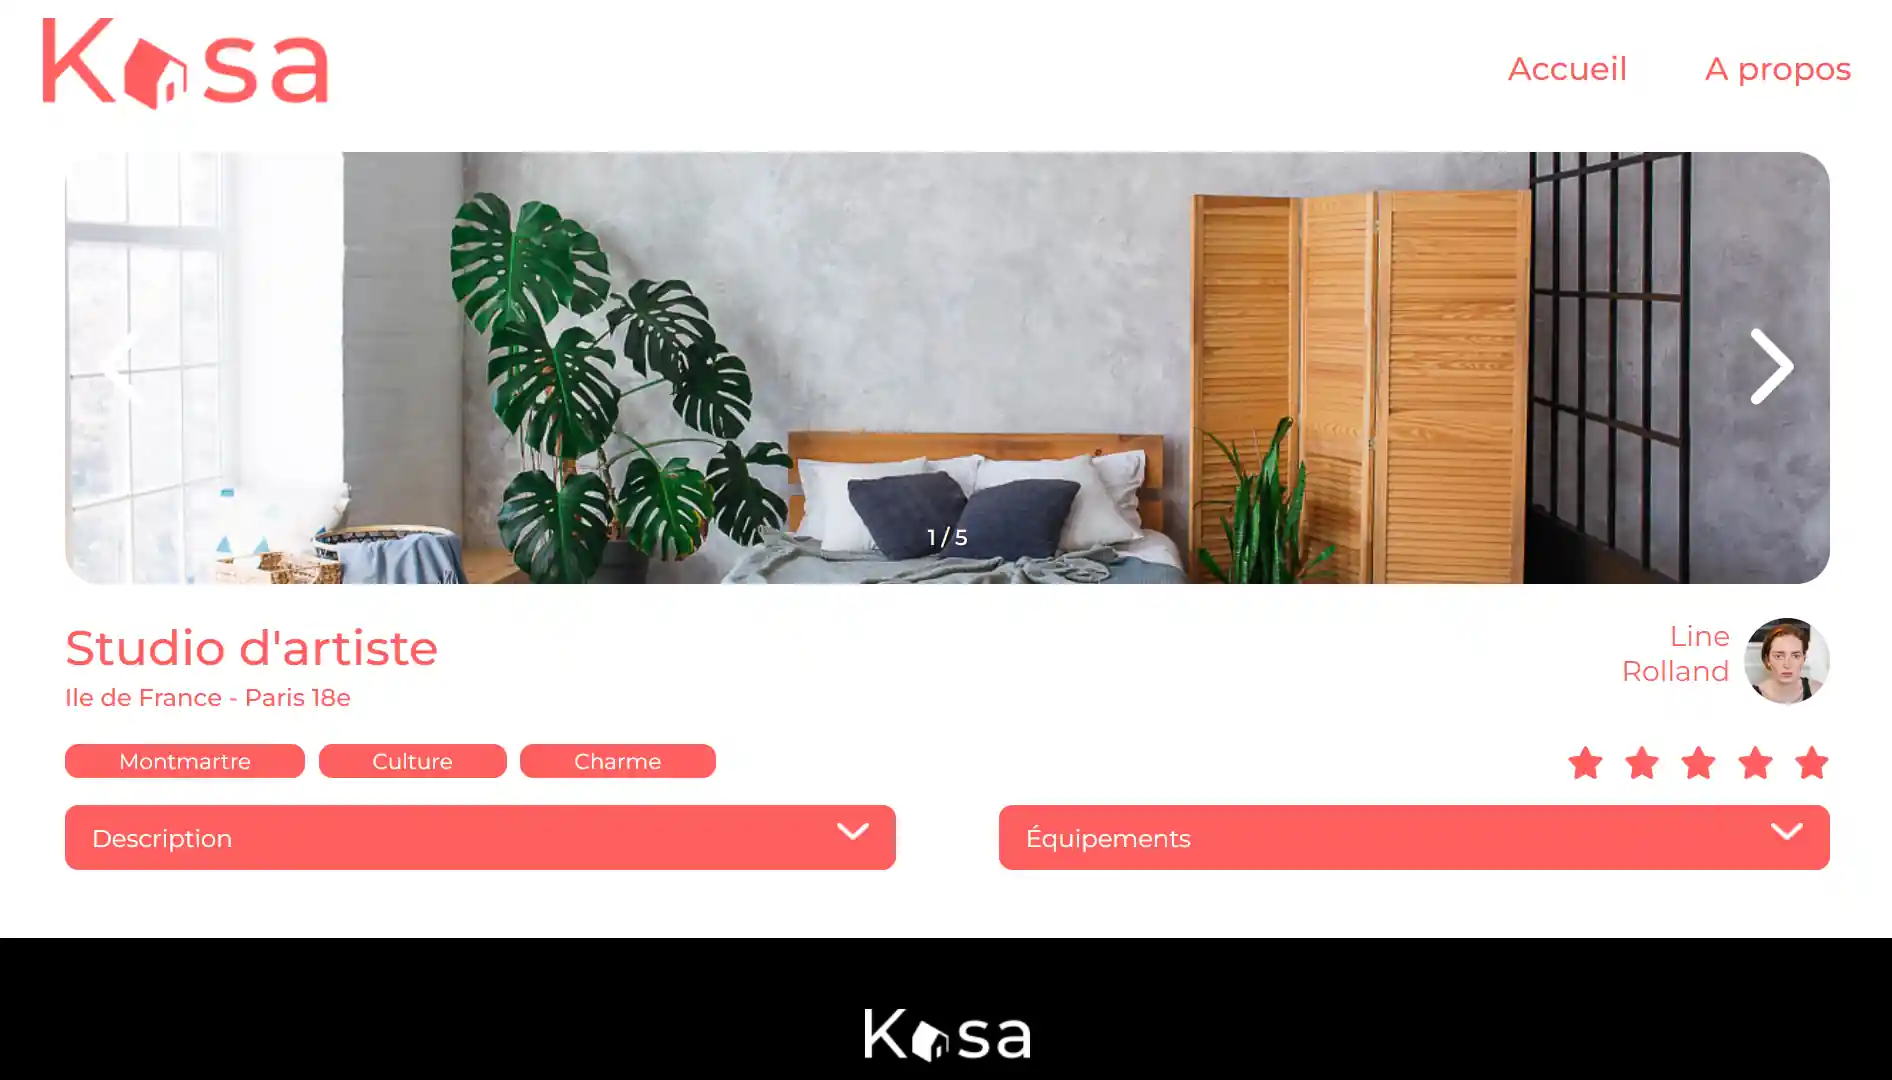 Kasa
Accueil
A propos
1 / 5
Studio d'artiste
Ile de France - Paris 18e
Line
Rolland
Montmartre
Culture
Charme
Description
Équipements
Kasa